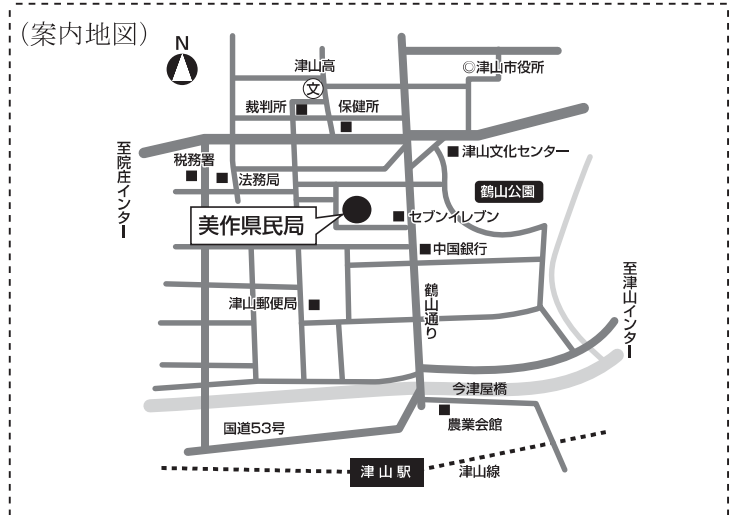 (案内地図)
N
津山高
文
◎津山市役所
裁判所
保健所
至院庄インター
税務署
法務局
津山文化センター
鶴山公園
美作県民局
セブンイレブン
中国銀行
至津山インター
津山郵便局
鶴山通り
今津屋橋
国道53号
農業会館
津山駅
津山線